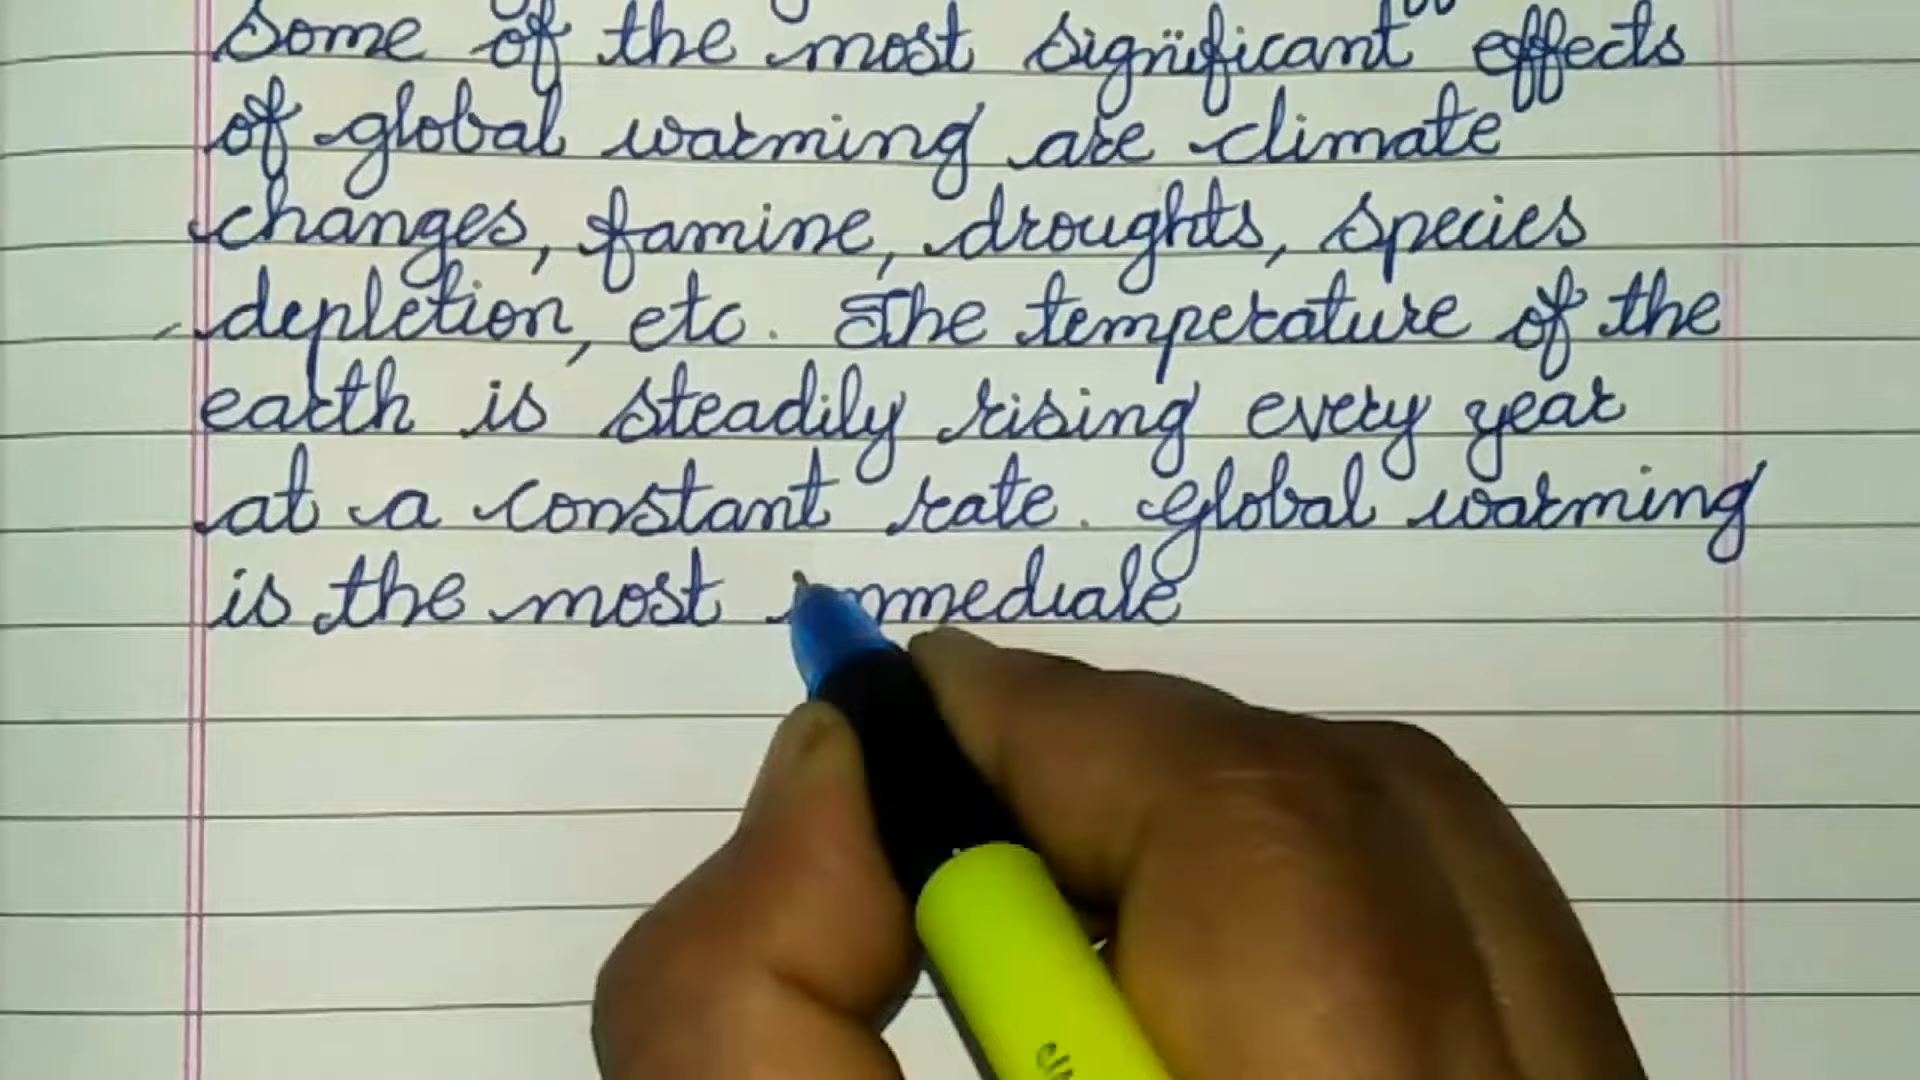 Some of the most significant effects
of global warming are climate
changes, famine, droughts, species
depletion, etc. The temperature of the
earth is steadily rising every year
at a constant rate. Global warming
is the most immediate